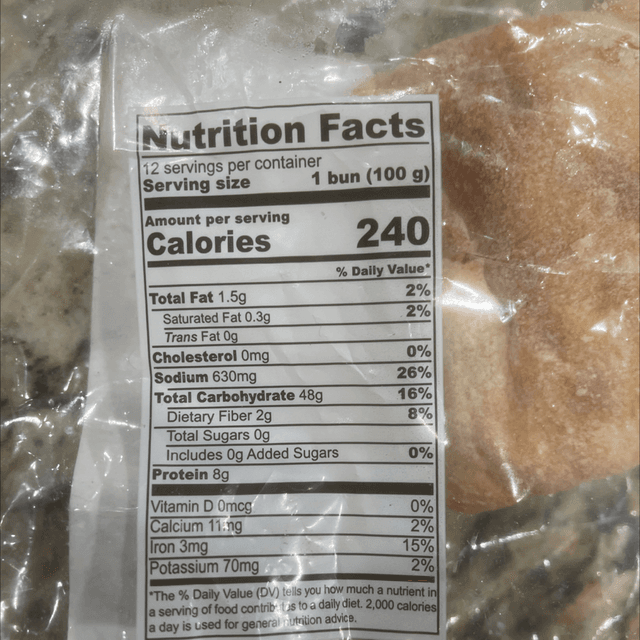 Nutrition Facts
12 servings per container
Serving size 1 bun (100 g)
Amount per serving
Calories 240
% Daily Value*
Total Fat 1.5g 2%
Saturated Fat 0.3g 2%
Trans Fat 0g
Cholesterol 0mg 0%
Sodium 630mg 26%
Total Carbohydrate 48g 16%
Dietary Fiber 2g 8%
Total Sugars 0g
Includes 0g Added Sugars 0%
Protein 8g
Vitamin D 0mcg 0%
Calcium 11mg 2%
Iron 3mg 15%
Potassium 70mg 2%
*The % Daily Value (DV) tells you how much a nutrient in
a serving of food contributes to a daily diet. 2,000 calories
a day is used for general nutrition advice.